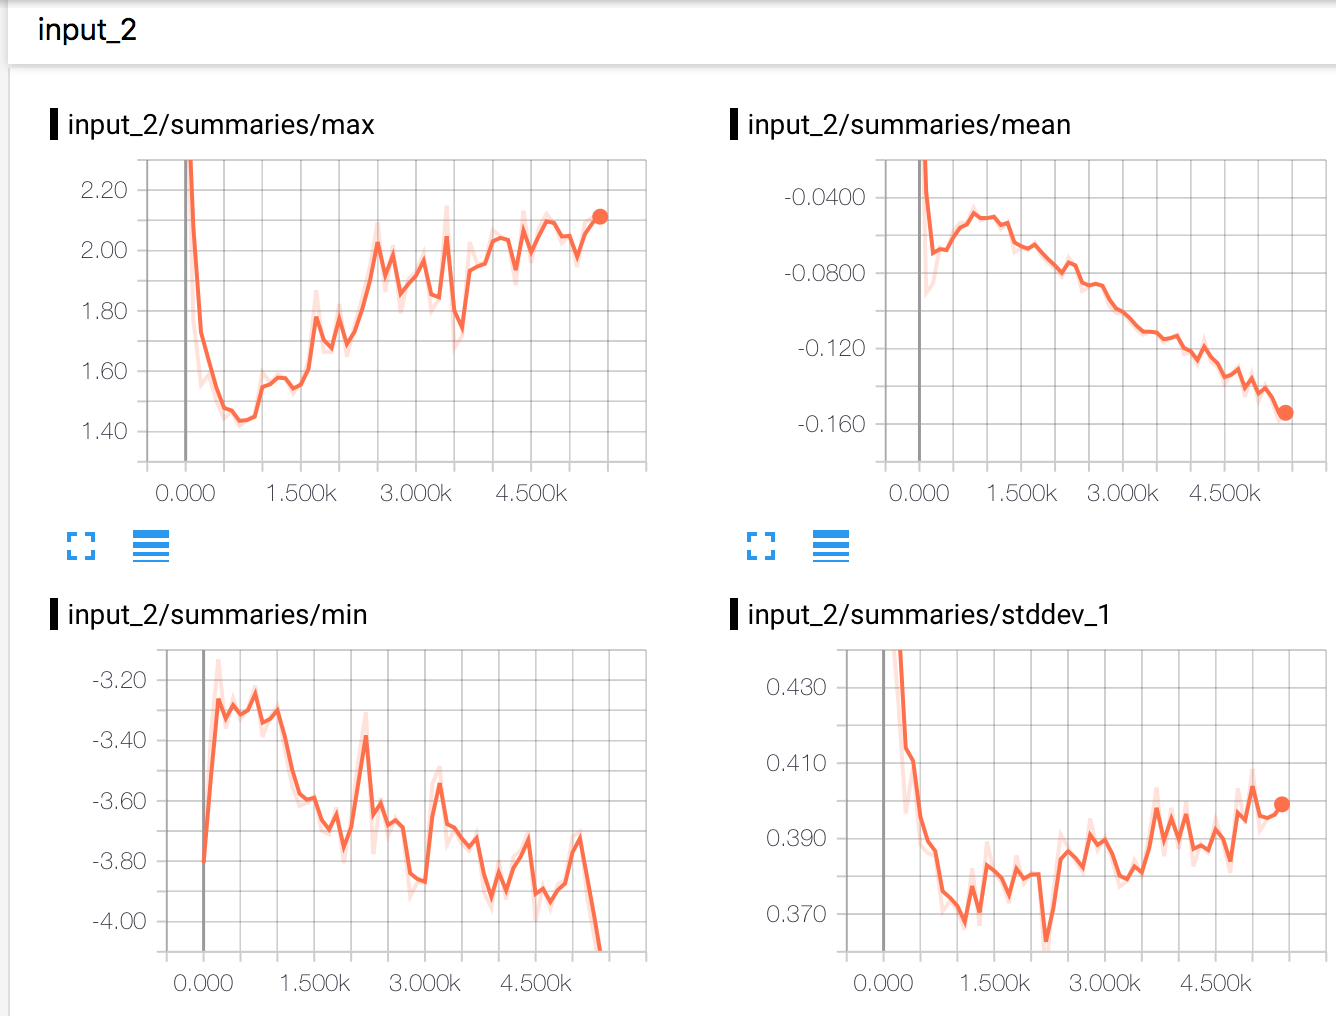 input_2
input_2/summaries/max
2.20
2.00
1.80
1.60
1.40
0.000 1.500k 3.000k 4.500k
input_2/summaries/mean
-0.0400
-0.0800
-0.120
-0.160
0.000 1.500k 3.000k 4.500k
input_2/summaries/min
-3.20
-3.40
-3.60
-3.80
-4.00
0.000 1.500k 3.000k 4.500k
input_2/summaries/stddev_1
0.430
0.410
0.390
0.370
0.000 1.500k 3.000k 4.500k